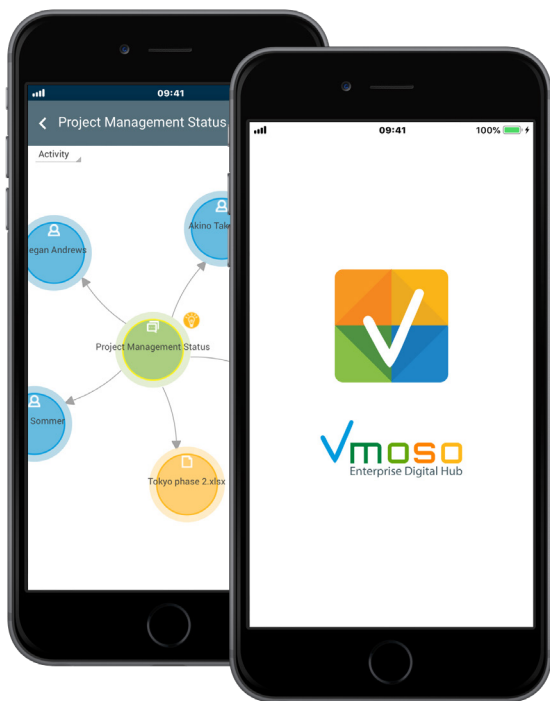 09:41
Project Management Status
Activity
Akino
egan Andrews
Project Management Status
Sommer
Tokyo phase 2.xlsx
09:41
100%
Vmoso
Enterprise Digital Hub